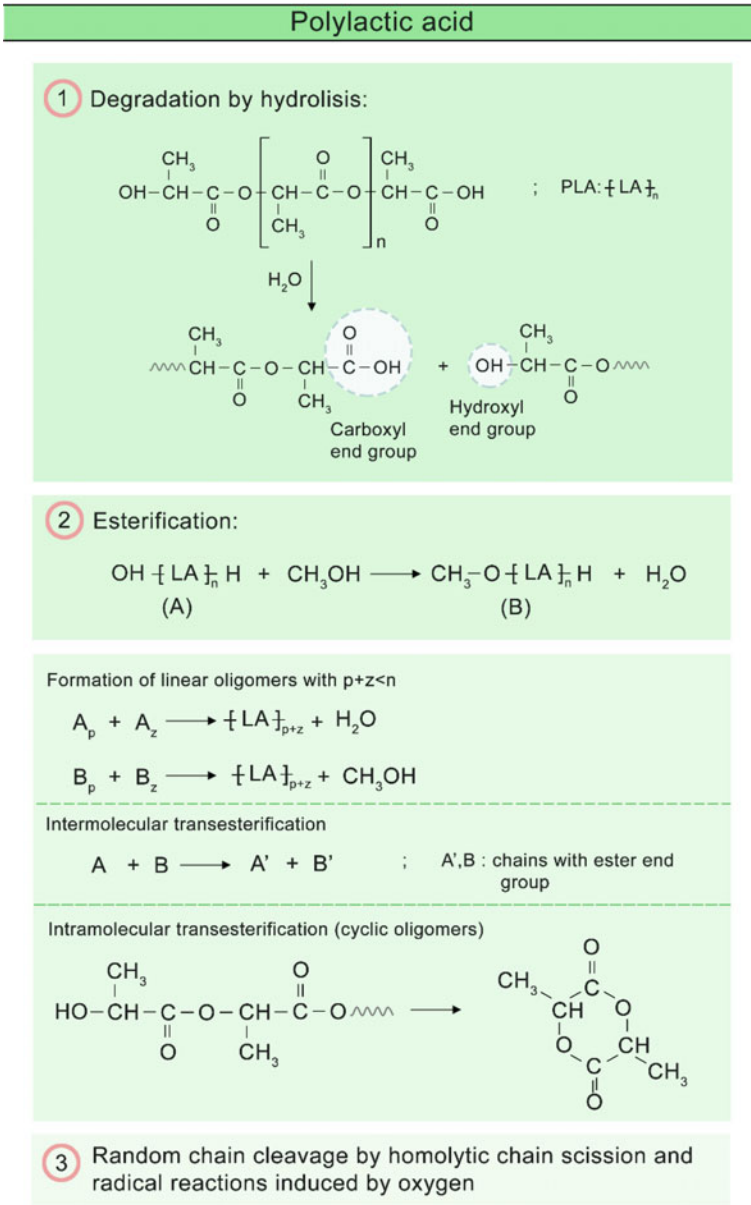 Polylactic acid
1 Degradation by hydrolisis:
CH₃ O CH₃
OH–CH–C–O–[CH–C–O]ₙ–CH–C–OH ; PLA: -[LA]-ₙ
O CH₃ O
H₂O
CH₃ O CH₃
CH–C–O–CH–C–OH + OH–CH–C–O
O CH₃ O
Carboxyl end group
Hydroxyl end group
2 Esterification:
OH-[LA]-ₙ H + CH₃OH ⟶ CH₃–O-[LA]-ₙ H + H₂O
(A) (B)
Formation of linear oligomers with p+z<n
Aₚ + A_z ⟶ -[LA]-ₚ₊z + H₂O
Bₚ + B_z ⟶ -[LA]-ₚ₊z + CH₃OH
Intermolecular transesterification
A + B ⟶ A' + B' ; A',B : chains with ester end
group
Intramolecular transesterification (cyclic oligomers)
CH₃ O
HO–CH–C–O–CH–C–O ⟶
O CH₃
O
CH₃ C
CH O
O CH
C CH₃
O
3 Random chain cleavage by homolytic chain scission and
radical reactions induced by oxygen